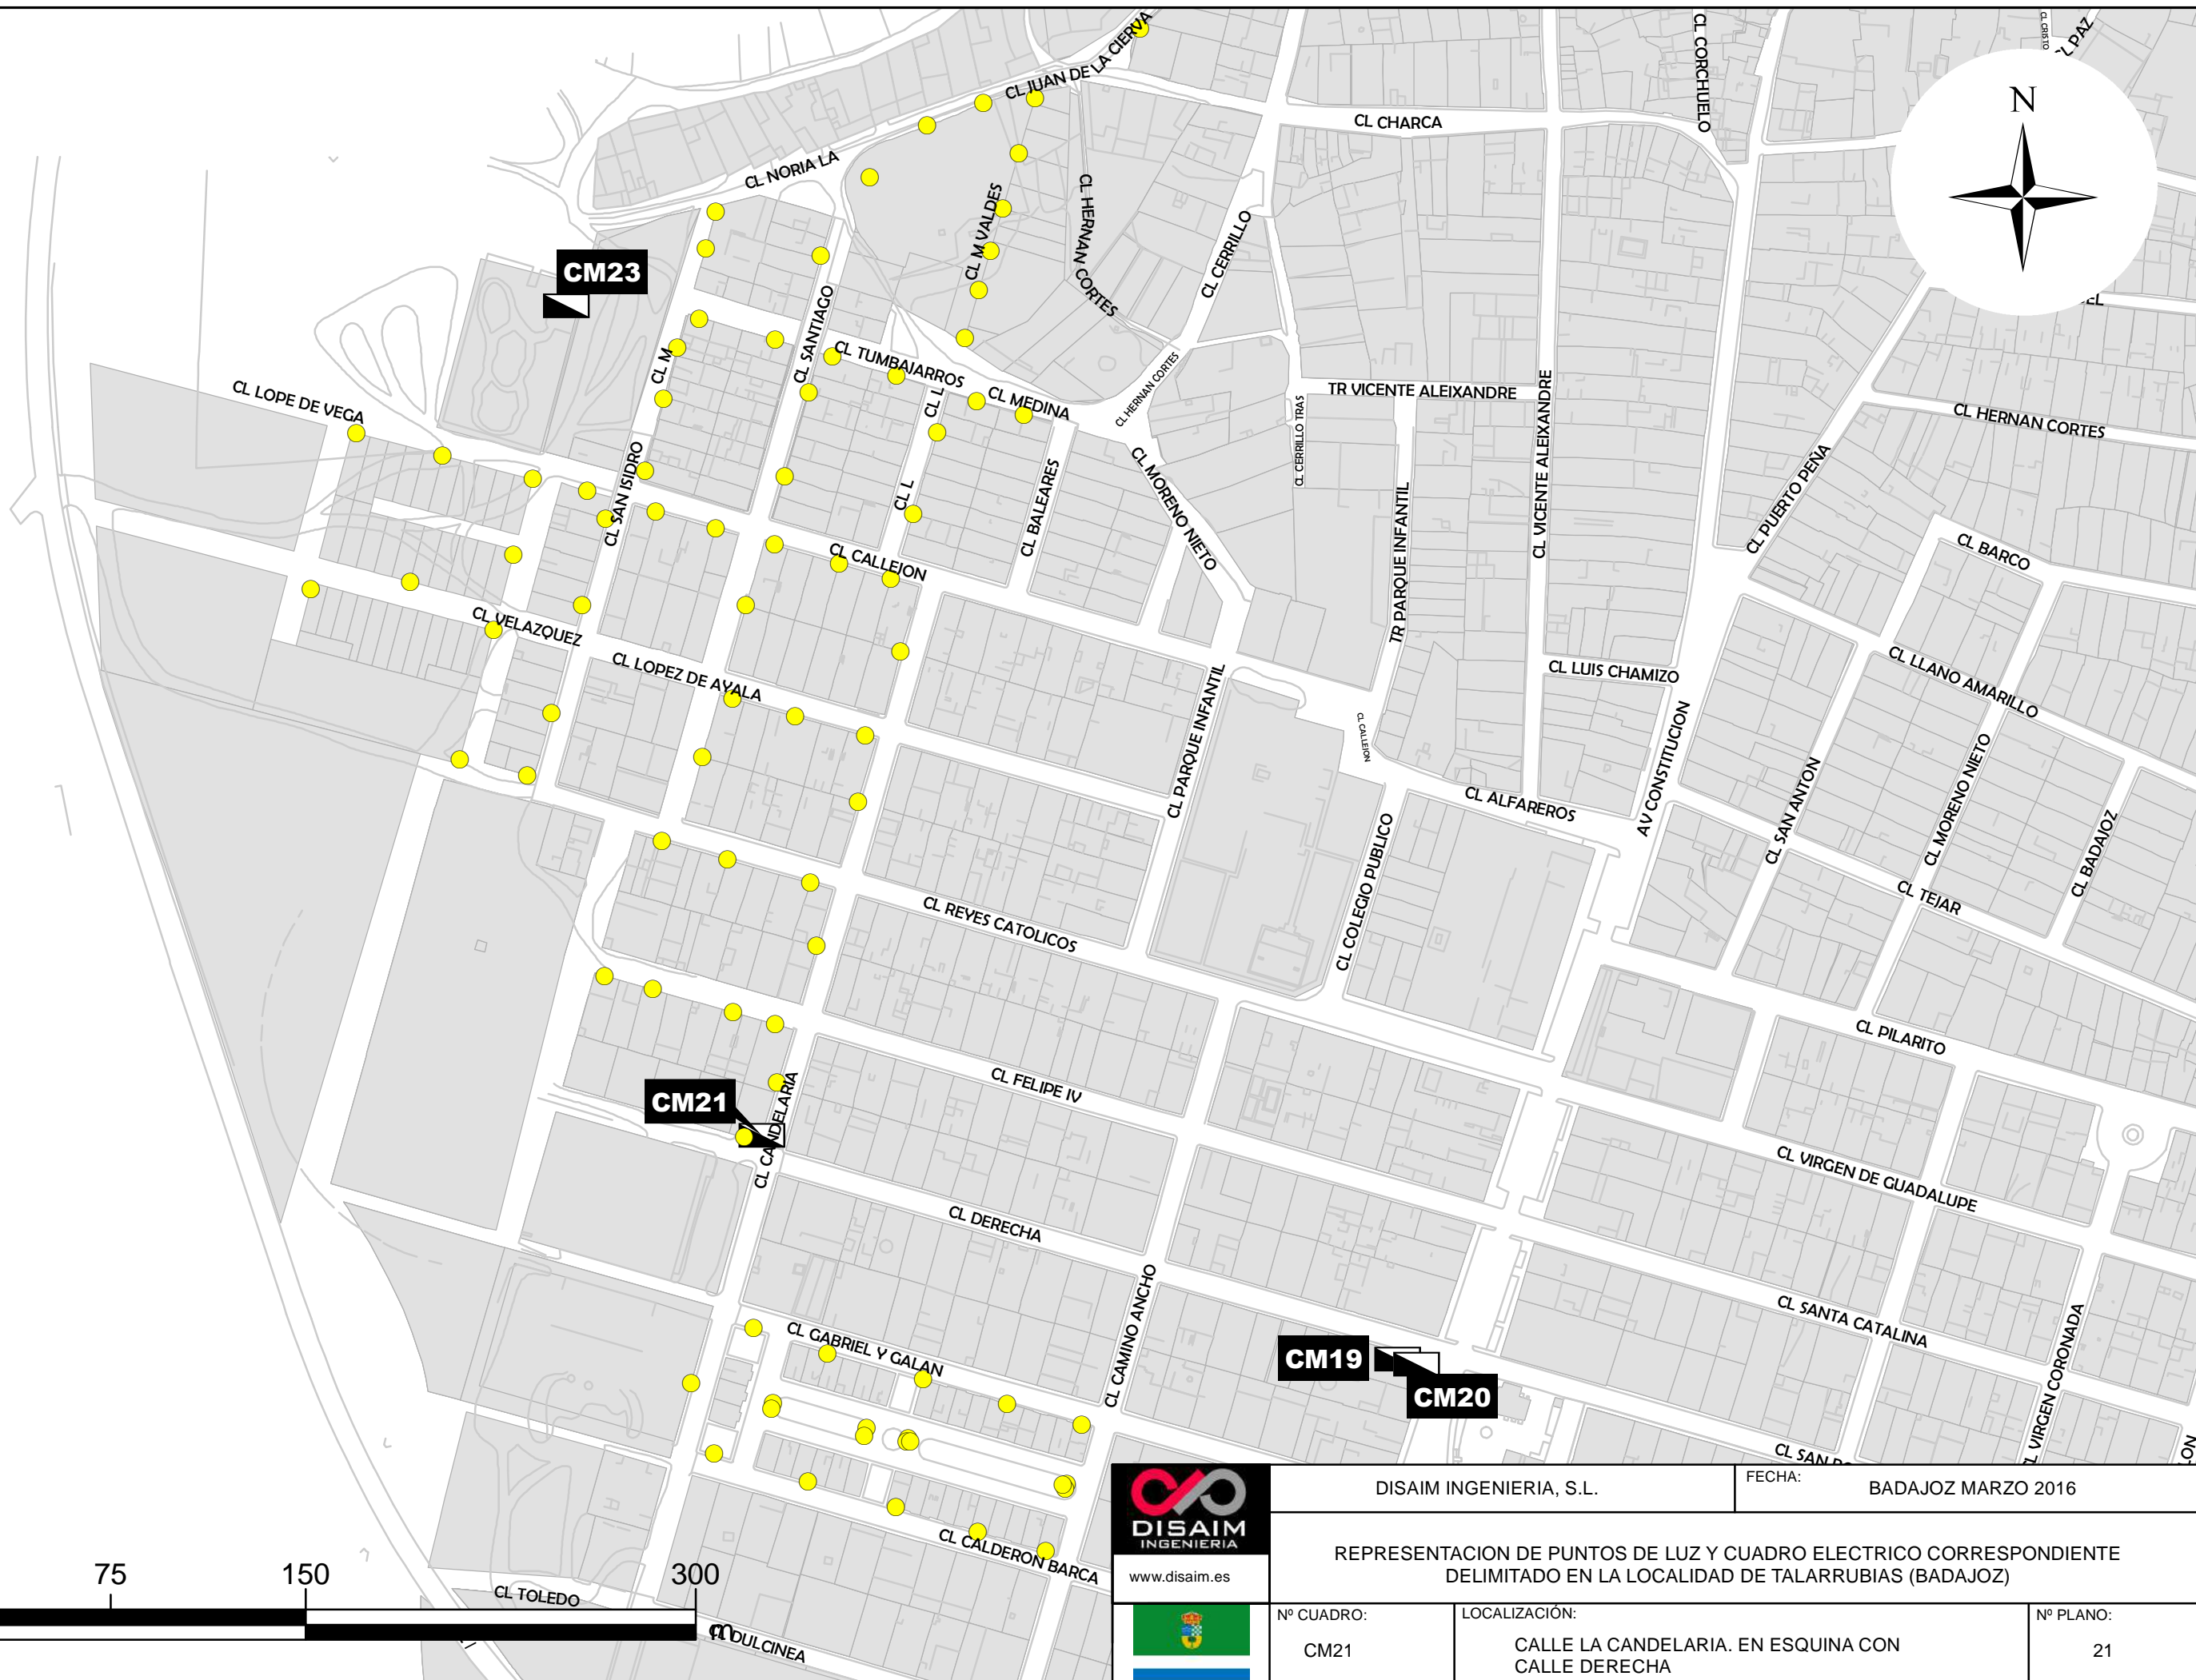 CL JUAN DE LA CIERVA
CL CORCHUELO
CL CRISTO
CL PAZ
N
CL CHARCA
CL NORIA LA
CL M VALDES
CL HERNAN CORTES
CL CERRILLO
CM23
CL SANTIAGO
CL M
CL TUMBAJARROS
CL MEDINA
CL L
CL HERNAN CORTES
TR VICENTE ALEIXANDRE
CL CERRILLO TRAS
CL VICENTE ALEIXANDRE
CL HERNAN CORTES
CL LOPE DE VEGA
CL SAN ISIDRO
CL L
CL BALEARES
CL MORENO NIETO
TR PARQUE INFANTIL
CL PUERTO PEÑA
CL BARCO
CL CALLEJON
CL VELAZQUEZ
CL LOPEZ DE AYALA
CL PARQUE INFANTIL
CL CALLEJON
CL LUIS CHAMIZO
CL LLANO AMARILLO
AV CONSTITUCION
CL SAN ANTON
CL MORENO NIETO
CL BADAJOZ
CL ALFAREROS
CL COLEGIO PUBLICO
CL TEJAR
CL REYES CATOLICOS
CL PILARITO
CL FELIPE IV
CM21
CL CANDELARIA
CL VIRGEN DE GUADALUPE
CL DERECHA
CL CAMINO ANCHO
CL SANTA CATALINA
CL VIRGEN CORONADA
CL GABRIEL Y GALAN
CM19
CM20
CL CALDERON BARCA
CL TOLEDO
CL DULCINEA
75
150
300
m
DISAIM
INGENIERIA
www.disaim.es
DISAIM INGENIERIA, S.L.
FECHA:
BADAJOZ MARZO 2016
REPRESENTACION DE PUNTOS DE LUZ Y CUADRO ELECTRICO CORRESPONDIENTE
DELIMITADO EN LA LOCALIDAD DE TALARRUBIAS (BADAJOZ)
Nº CUADRO:
CM21
LOCALIZACIÓN:
CALLE LA CANDELARIA. EN ESQUINA CON
CALLE DERECHA
Nº PLANO:
21